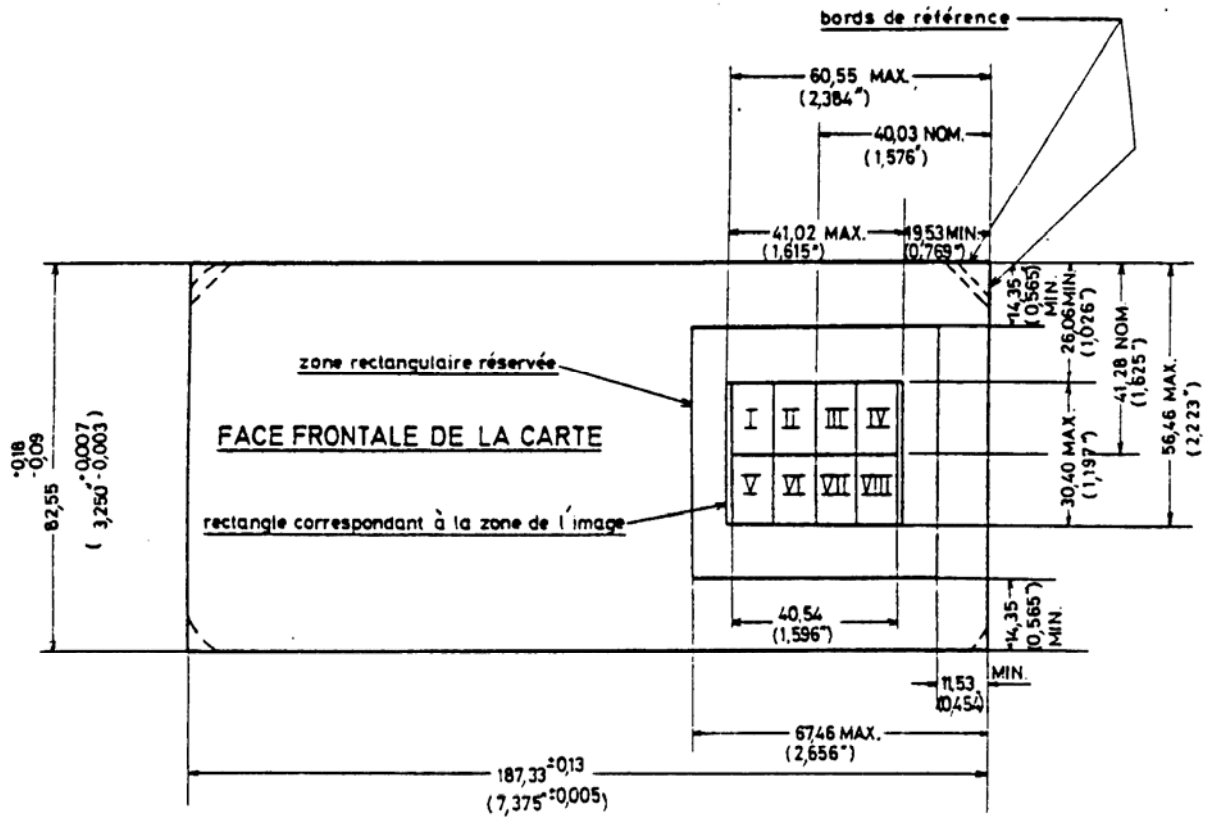 bords de référence
60,55 MAX.
(2,384")
40,03 NOM.
(1,576")
41,02 MAX.
(1,615")
19,53 MIN.
(0,769")
14,35
(0,565)
MIN.
26,06 MIN.
(1,026")
41,28 NOM.
(1,625")
56,46 MAX.
(2,223")
30,40 MAX.
(1,197")
zone rectangulaire réservée
FACE FRONTALE DE LA CARTE
I II III IV
V VI VII VIII
rectangle correspondant à la zone de l'image
+0,18
-0,09
82,55
+0,007
(3,250"-0,003)
40,54
(1,596")
14,35
(0,565")
MIN.
11,53 MIN.
(0,454)
67,46 MAX.
(2,656")
187,33±0,13
(7,375"±0,005)